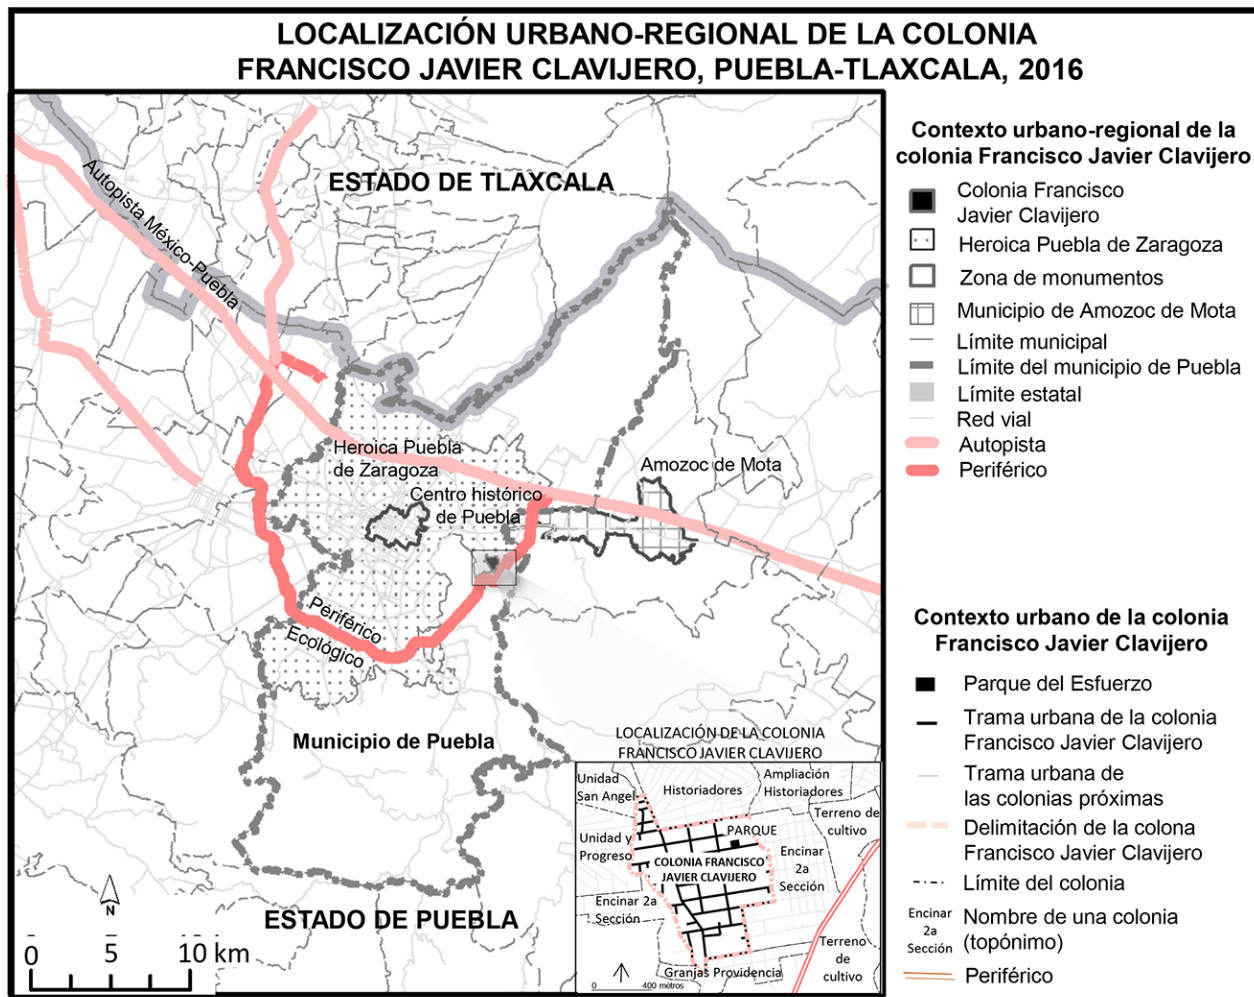 LOCALIZACIÓN URBANO-REGIONAL DE LA COLONIA
FRANCISCO JAVIER CLAVIJERO, PUEBLA-TLAXCALA, 2016
Autopista México-Puebla
ESTADO DE TLAXCALA
Heroica Puebla
de Zaragoza
Centro histórico
de Puebla
Amozoc de Mota
Periférico
Ecológico
Municipio de Puebla
ESTADO DE PUEBLA
N
0 5 10 km
LOCALIZACIÓN DE LA COLONIA
FRANCISCO JAVIER CLAVIJERO
Unidad
San Angel
Historiadores
Ampliación
Historiadores
Terreno de
cultivo
Unidad y
Progreso
PARQUE
COLONIA FRANCISCO
JAVIER CLAVIJERO
Encinar
2a
Sección
Encinar 2a
Sección
Terreno
de
cultivo
Granjas Providencia
0 400 metros
Contexto urbano-regional de la
colonia Francisco Javier Clavijero
Colonia Francisco
Javier Clavijero
Heroica Puebla de Zaragoza
Zona de monumentos
Municipio de Amozoc de Mota
Límite municipal
Límite del municipio de Puebla
Límite estatal
Red vial
Autopista
Periférico
Contexto urbano de la colonia
Francisco Javier Clavijero
Parque del Esfuerzo
Trama urbana de la colonia
Francisco Javier Clavijero
Trama urbana de
las colonias próximas
Delimitación de la colona
Francisco Javier Clavijero
Límite del colonia
Encinar
2a
Sección
Nombre de una colonia
(topónimo)
Periférico